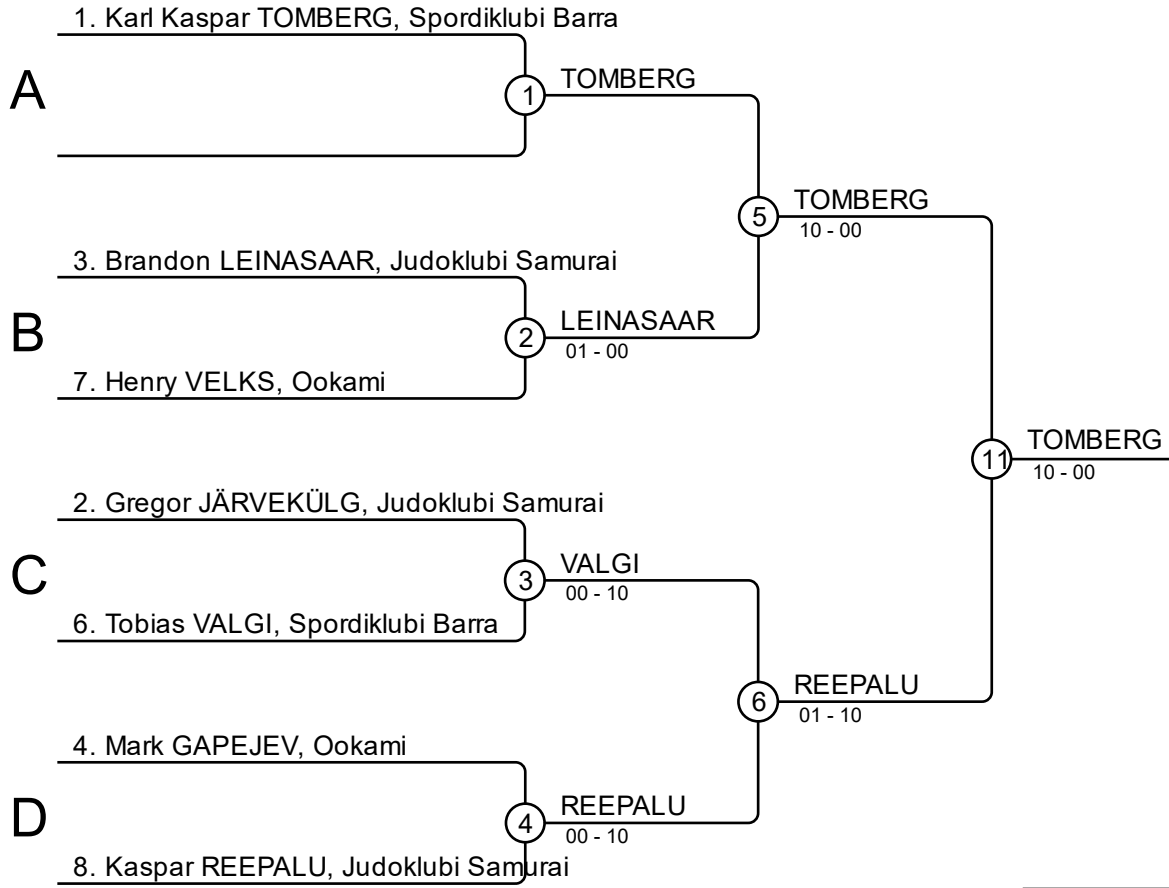 1. Karl Kaspar TOMBERG, Spordiklubi Barra
A
1
TOMBERG
5
TOMBERG
10 - 00
3. Brandon LEINASAAR, Judoklubi Samurai
B
2
LEINASAAR
01 - 00
7. Henry VELKS, Ookami
11
TOMBERG
10 - 00
2. Gregor JÄRVEKÜLG, Judoklubi Samurai
C
3
VALGI
00 - 10
6. Tobias VALGI, Spordiklubi Barra
6
REEPALU
01 - 10
4. Mark GAPEJEV, Ookami
D
4
REEPALU
00 - 10
8. Kaspar REEPALU, Judoklubi Samurai